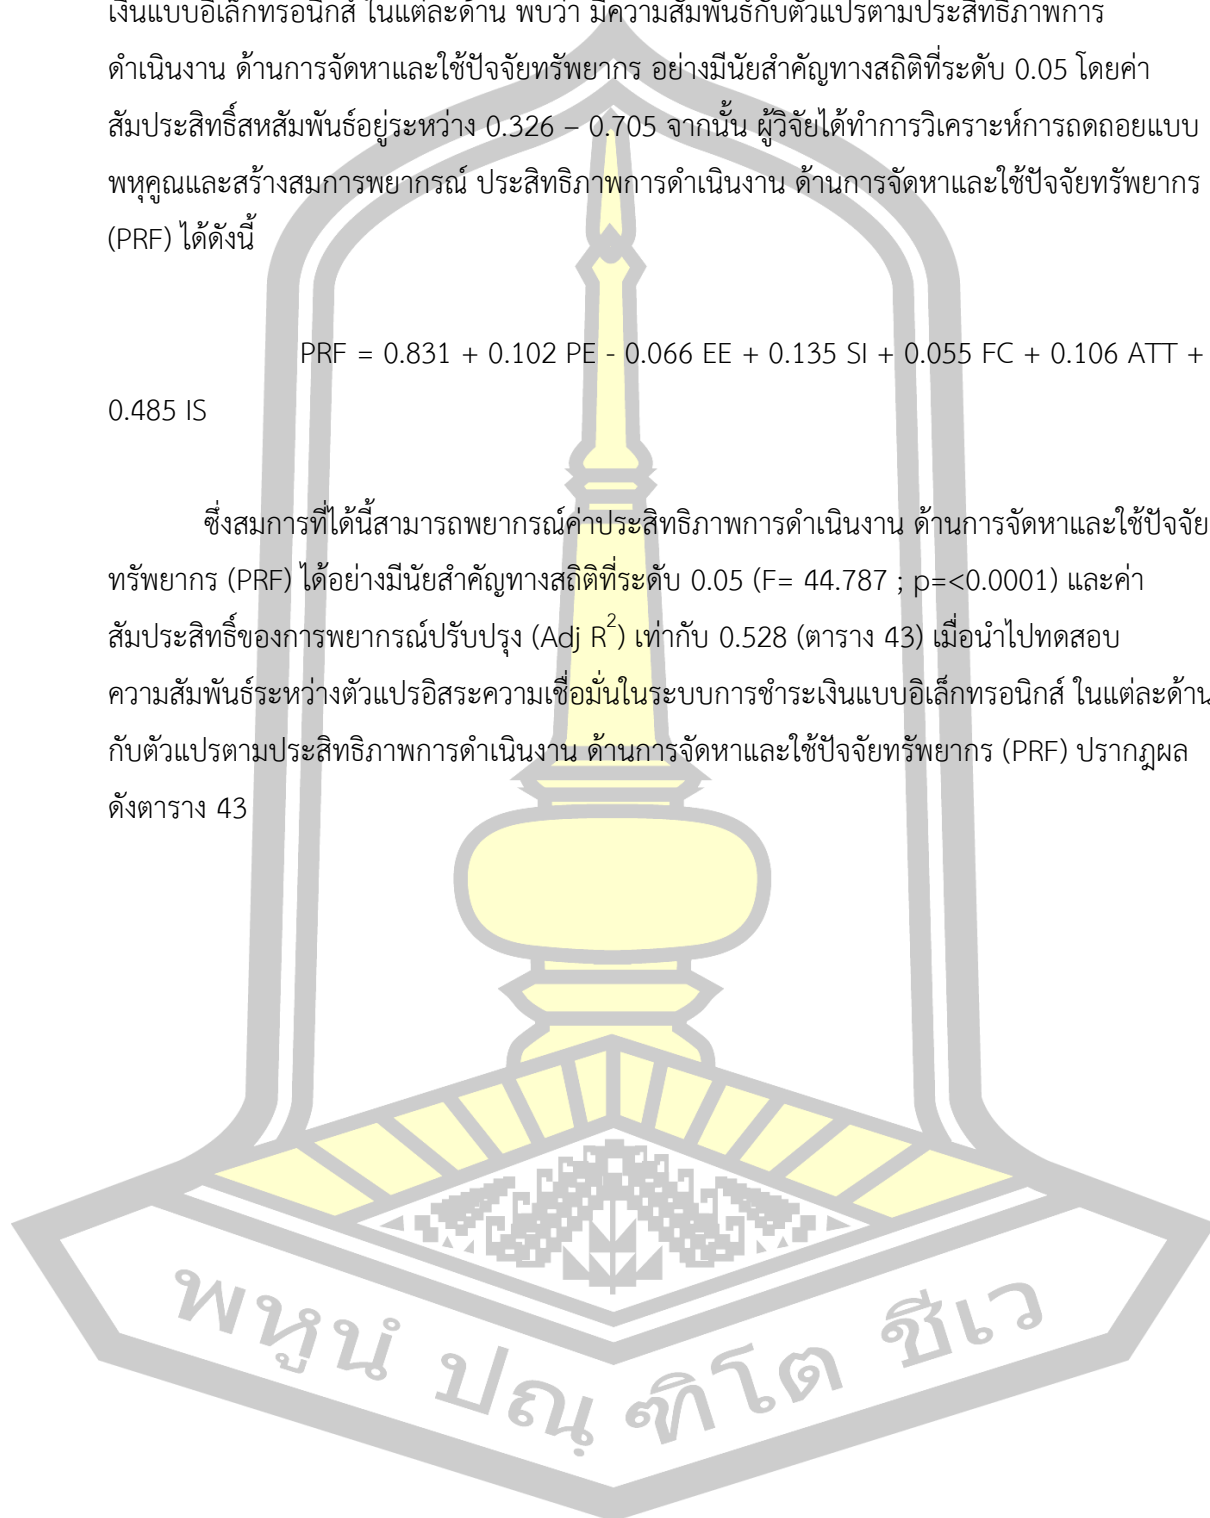 เงินแบบอิเล็กทรอนิกส์ ในแต่ละด้าน พบว่า มีความสัมพันธ์กับตัวแปรตามประสิทธิภาพการ
ดำเนินงาน ด้านการจัดหาและใช้ปัจจัยทรัพยากร อย่างมีนัยสำคัญทางสถิติที่ระดับ 0.05 โดยค่า
สัมประสิทธิ์สหสัมพันธ์อยู่ระหว่าง 0.326 – 0.705 จากนั้น ผู้วิจัยได้ทำการวิเคราะห์การถดถอยแบบ
พหุคูณและสร้างสมการพยากรณ์ ประสิทธิภาพการดำเนินงาน ด้านการจัดหาและใช้ปัจจัยทรัพยากร
(PRF) ได้ดังนี้
PRF = 0.831 + 0.102 PE - 0.066 EE + 0.135 SI + 0.055 FC + 0.106 ATT +
0.485 IS
ซึ่งสมการที่ได้นี้สามารถพยากรณ์ค่าประสิทธิภาพการดำเนินงาน ด้านการจัดหาและใช้ปัจจัย
ทรัพยากร (PRF) ได้อย่างมีนัยสำคัญทางสถิติที่ระดับ 0.05 (F= 44.787 ; p=<0.0001) และค่า
สัมประสิทธิ์ของการพยากรณ์ปรับปรุง (Adj R²) เท่ากับ 0.528 (ตาราง 43) เมื่อนำไปทดสอบ
ความสัมพันธ์ระหว่างตัวแปรอิสระความเชื่อมั่นในระบบการชำระเงินแบบอิเล็กทรอนิกส์ ในแต่ละด้าน
กับตัวแปรตามประสิทธิภาพการดำเนินงาน ด้านการจัดหาและใช้ปัจจัยทรัพยากร (PRF) ปรากฏผล
ดังตาราง 43
พหูนํ ปณฺฑิโต ชีเว